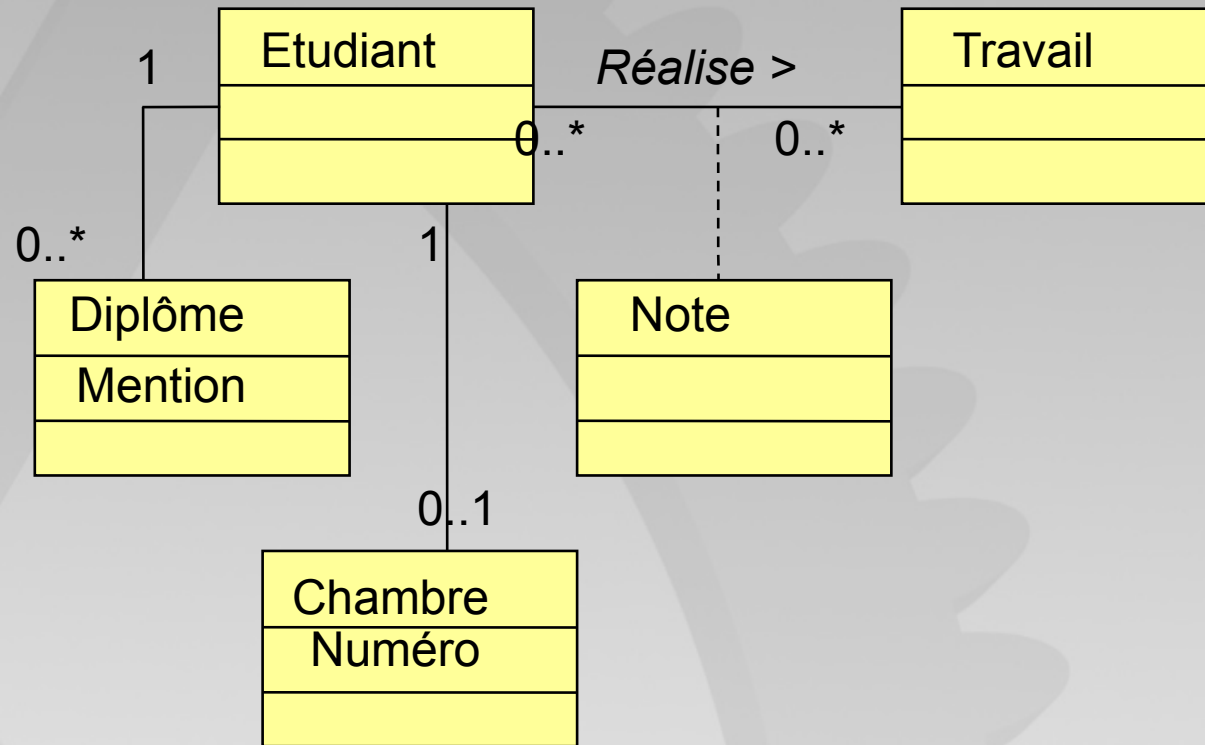 Etudiant
Réalise >
Travail
1
0..*
0..*
0..*
1
Diplôme
Mention
Note
0..1
Chambre
Numéro